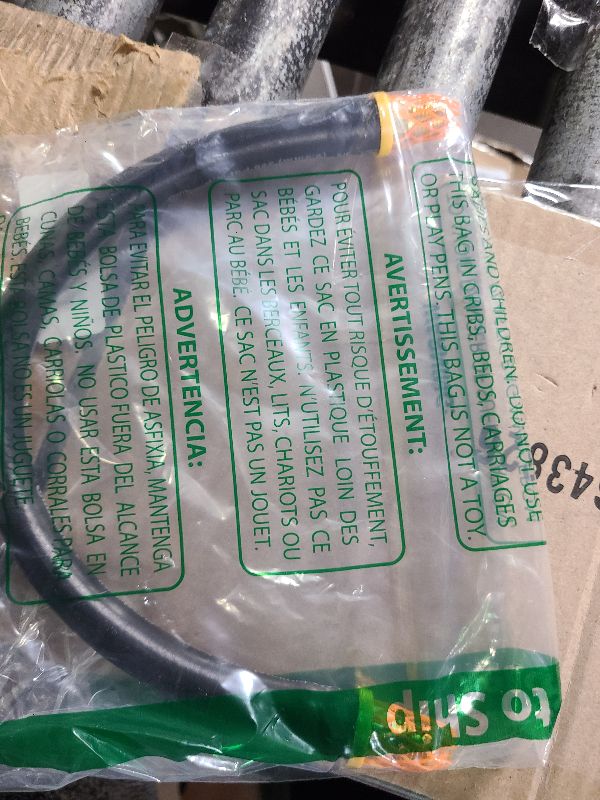 BABIES AND CHILDREN. DO NOT USE
THIS BAG IN CRIBS, BEDS, CARRIAGES
OR PLAY PENS. THIS BAG IS NOT A TOY.
AVERTISSEMENT:
POUR ÉVITER TOUT RISQUE D'ÉTOUFFEMENT,
GARDEZ CE SAC EN PLASTIQUE LOIN DES
BÉBÉS ET LES ENFANTS. N'UTILISEZ PAS CE
SAC DANS LES BERCEAUX, LITS, CHARIOTS OU
PARC AU BÉBÉ. CE SAC N'EST PAS UN JOUET.
ADVERTENCIA:
PARA EVITAR EL PELIGRO DE ASFIXIA, MANTENGA
ESTA BOLSA DE PLASTICO FUERA DEL ALCANCE
DE BEBÉS Y NIÑOS. NO USAR ESTA BOLSA EN
CUNAS, CAMAS, CARRIOLAS O CORRALES PARA
BEBES. ESTA BOLSA NO ES UN JUGUETE.
to Ship
6438